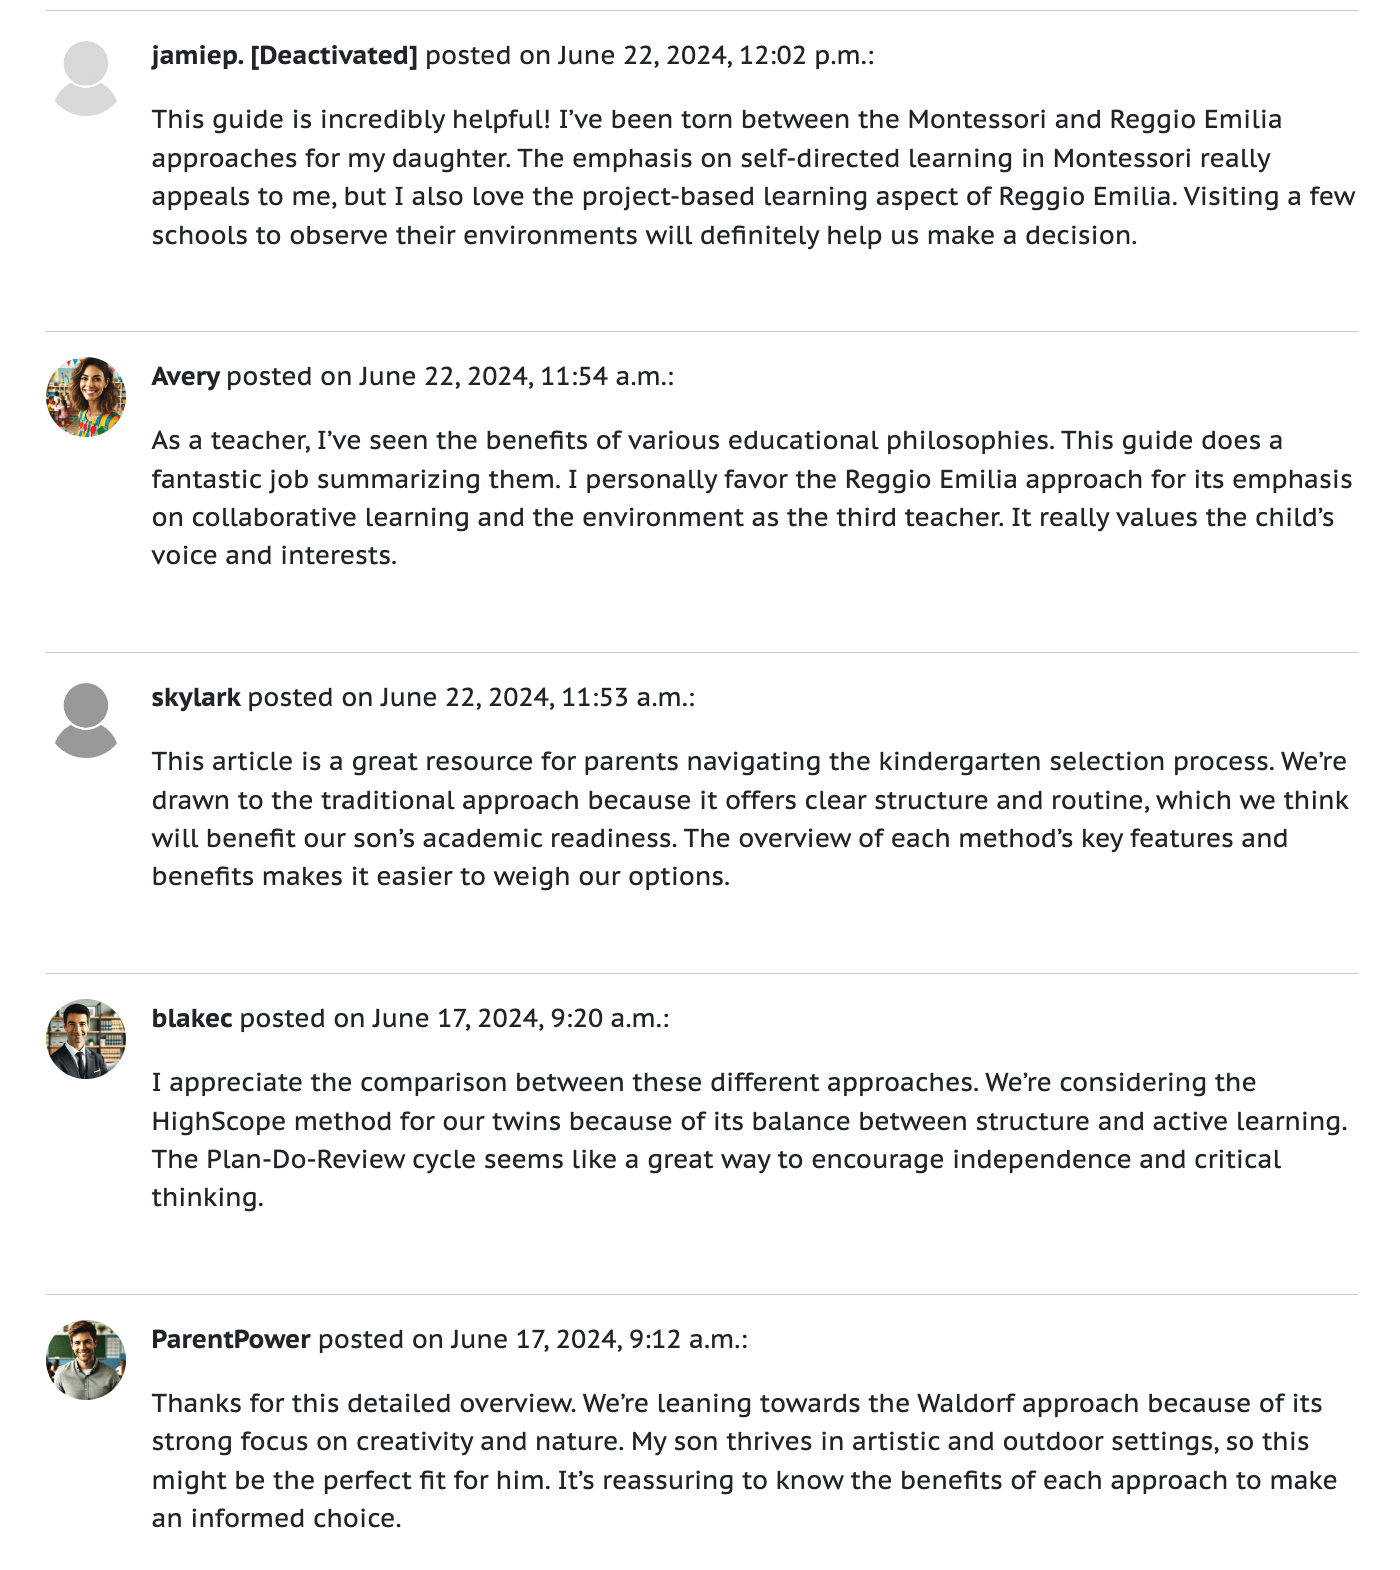 jamiep. [Deactivated] posted on June 22, 2024, 12:02 p.m.:
This guide is incredibly helpful! I’ve been torn between the Montessori and Reggio Emilia
approaches for my daughter. The emphasis on self-directed learning in Montessori really
appeals to me, but I also love the project-based learning aspect of Reggio Emilia. Visiting a few
schools to observe their environments will definitely help us make a decision.
Avery posted on June 22, 2024, 11:54 a.m.:
As a teacher, I’ve seen the benefits of various educational philosophies. This guide does a
fantastic job summarizing them. I personally favor the Reggio Emilia approach for its emphasis
on collaborative learning and the environment as the third teacher. It really values the child’s
voice and interests.
skylark posted on June 22, 2024, 11:53 a.m.:
This article is a great resource for parents navigating the kindergarten selection process. We’re
drawn to the traditional approach because it offers clear structure and routine, which we think
will benefit our son’s academic readiness. The overview of each method’s key features and
benefits makes it easier to weigh our options.
blakec posted on June 17, 2024, 9:20 a.m.:
I appreciate the comparison between these different approaches. We’re considering the
HighScope method for our twins because of its balance between structure and active learning.
The Plan-Do-Review cycle seems like a great way to encourage independence and critical
thinking.
ParentPower posted on June 17, 2024, 9:12 a.m.:
Thanks for this detailed overview. We’re leaning towards the Waldorf approach because of its
strong focus on creativity and nature. My son thrives in artistic and outdoor settings, so this
might be the perfect fit for him. It’s reassuring to know the benefits of each approach to make
an informed choice.